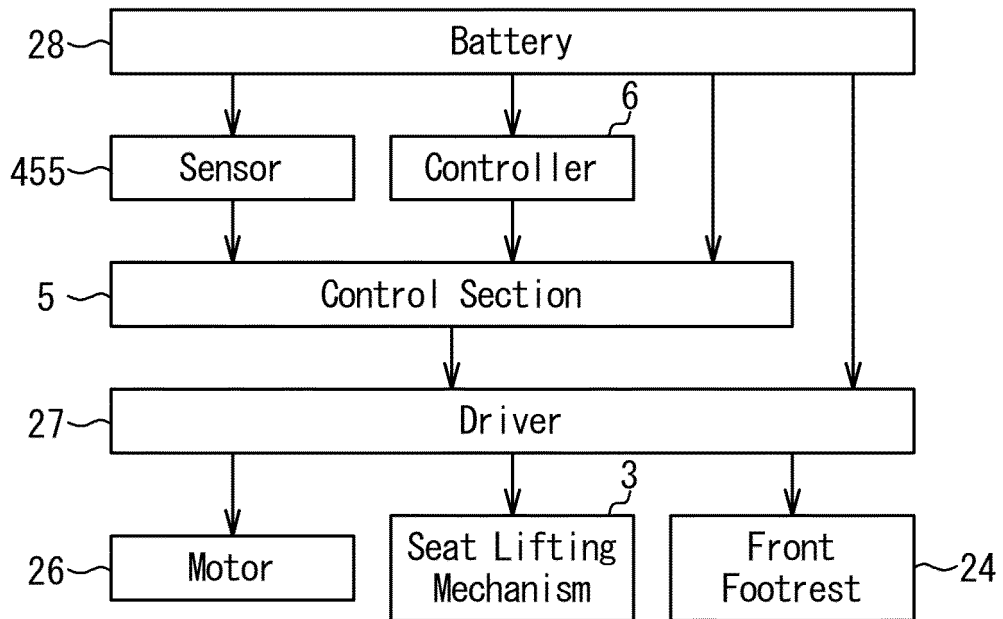 28
Battery
6
455
Sensor
Controller
5
Control Section
27
Driver
3
26
Motor
Seat Lifting
Mechanism
Front
Footrest
24